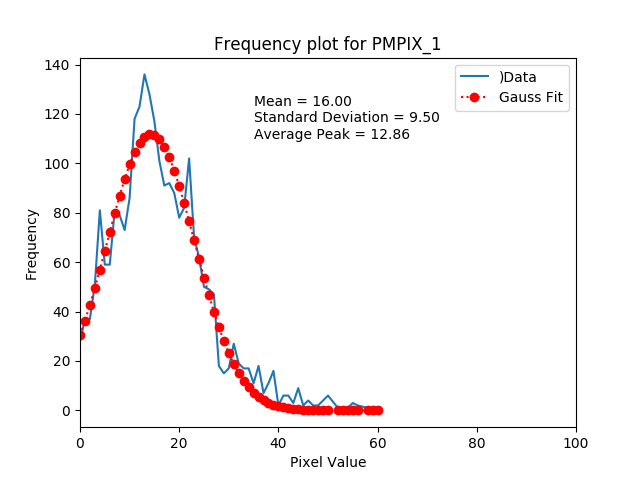 Frequency plot for PMPIX_1
)Data
Gauss Fit
Mean = 16.00
Standard Deviation = 9.50
Average Peak = 12.86
Frequency
140
120
100
80
60
40
20
0
0 20 40 60 80 100
Pixel Value